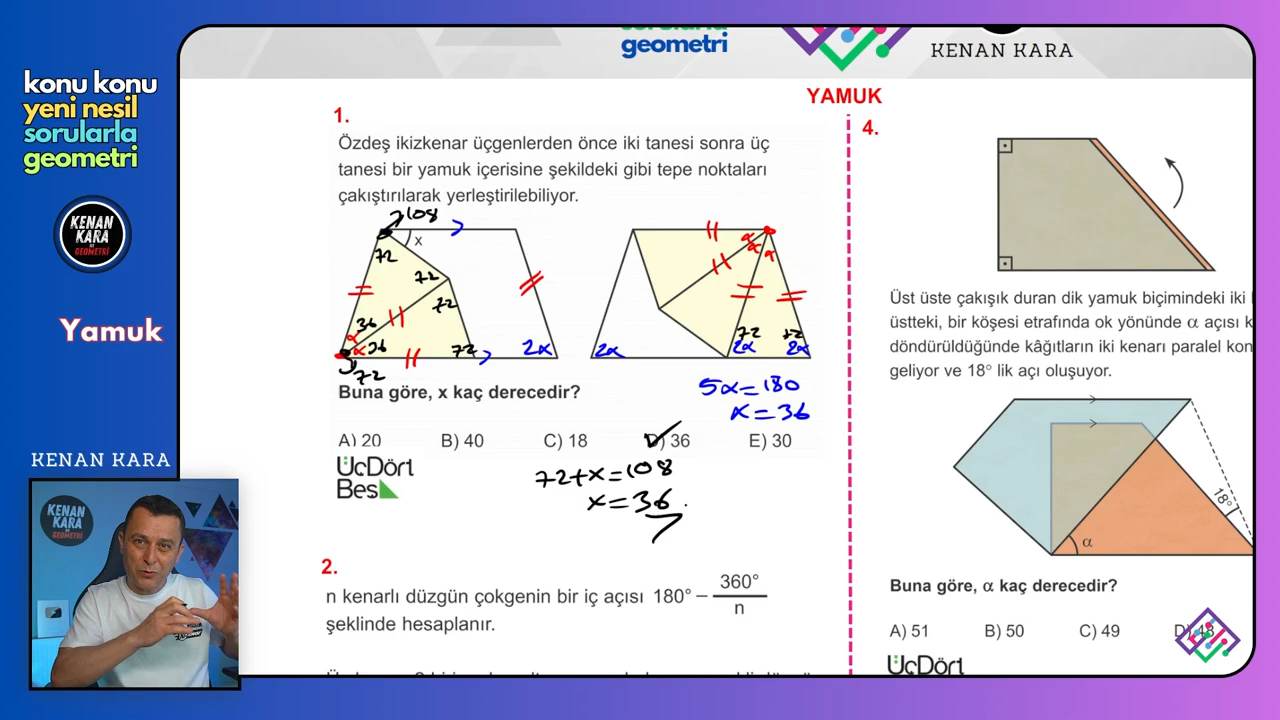 konu konu
yeni nesil
sorularla
geometri
KENAN
KARA
GEOMETRİ
Yamuk
KENAN KARA
geometri
KENAN KARA
YAMUK
1.
Özdeş ikizkenar üçgenlerden önce iki tanesi sonra üç
tanesi bir yamuk içerisine şekildeki gibi tepe noktaları
çakıştırılarak yerleştirilebiliyor.
108
x
72
72
72
36
α
α
36
72
72
2α
α
α
α
72
72
2α
2α
2α
Buna göre, x kaç derecedir?
5α=180
α=36
A) 20
B) 40
C) 18
D) 36
E) 30
ÜçDört
Beş
72+x=108
x=36
2.
n kenarlı düzgün çokgenin bir iç açısı 180° − 360°
n
şeklinde hesaplanır.
4.
Üst üste çakışık duran dik yamuk biçimindeki iki
üstteki, bir köşesi etrafında ok yönünde α açısı k
döndürüldüğünde kâğıtların iki kenarı paralel kon
geliyor ve 18° lik açı oluşuyor.
18°
α
Buna göre, α kaç derecedir?
A) 51
B) 50
C) 49
D) 48
ÜçDört